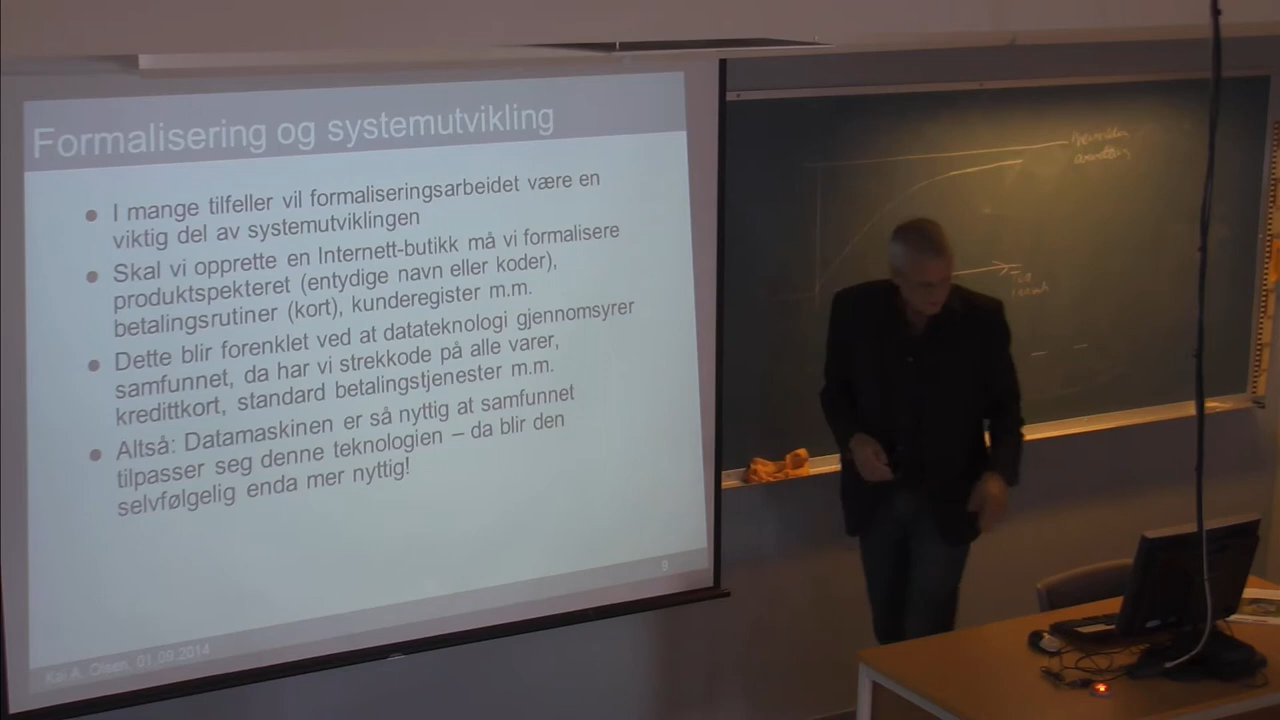 Formalisering og systemutvikling
I mange tilfeller vil formaliseringsarbeidet være en
viktig del av systemutviklingen
Skal vi opprette en Internett-butikk må vi formalisere
produktspekteret (entydige navn eller koder),
betalingsrutiner (kort), kunderegister m.m.
Dette blir forenklet ved at datateknologi gjennomsyrer
samfunnet, da har vi strekkode på alle varer,
kredittkort, standard betalingstjenester m.m.
Altså: Datamaskinen er så nyttig at samfunnet
tilpasser seg denne teknologien – da blir den
selvfølgelig enda mer nyttig!
9
Kai A. Olsen, 01.09.2014